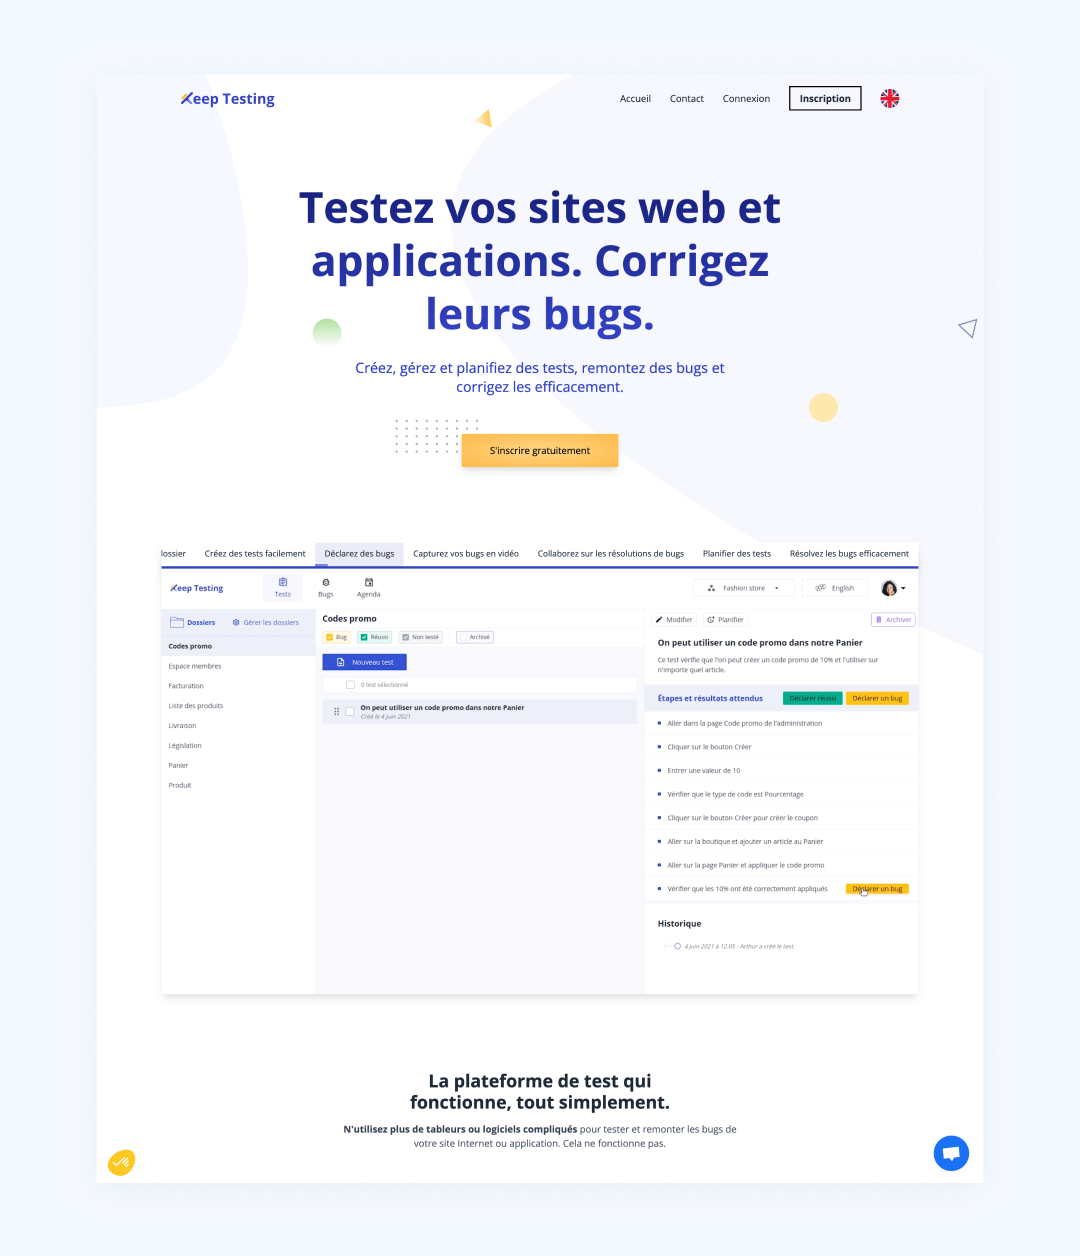 Keep Testing
Accueil
Contact
Connexion
Inscription
Testez vos sites web et
applications. Corrigez
leurs bugs.
Créez, gérez et planifiez des tests, remontez des bugs et
corrigez les efficacement.
S'inscrire gratuitement
lossier
Créez des tests facilement
Déclarez des bugs
Capturez vos bugs en vidéo
Collaborez sur les résolutions de bugs
Planifier des tests
Résolvez les bugs efficacement
Keep Testing
Tests
Bugs
Agenda
Fashion store
English
Dossiers
Gérer les dossiers
Codes promo
Espace membres
Facturation
Liste des produits
Livraison
Législation
Panier
Produit
Codes promo
Bug
Réussi
Non testé
Archivé
Nouveau test
0 test sélectionné
On peut utiliser un code promo dans notre Panier
Créé le 4 juin 2021
Modifier
Planifier
Archiver
On peut utiliser un code promo dans notre Panier
Ce test vérifie que l'on peut créer un code promo de 10% et l'utiliser sur
n'importe quel article.
Étapes et résultats attendus
Déclarer réussi
Déclarer un bug
Aller dans la page Code promo de l'administration
Cliquer sur le bouton Créer
Entrer une valeur de 10
Vérifier que le type de code est Pourcentage
Cliquer sur le bouton Créer pour créer le coupon
Aller sur la boutique et ajouter un article au Panier
Aller sur la page Panier et appliquer le code promo
Vérifier que les 10% ont été correctement appliqués
Déclarer un bug
Historique
4 juin 2021 à 12:05 - Arthur a créé le test.
La plateforme de test qui
fonctionne, tout simplement.
N'utilisez plus de tableurs ou logiciels compliqués pour tester et remonter les bugs de
votre site Internet ou application. Cela ne fonctionne pas.